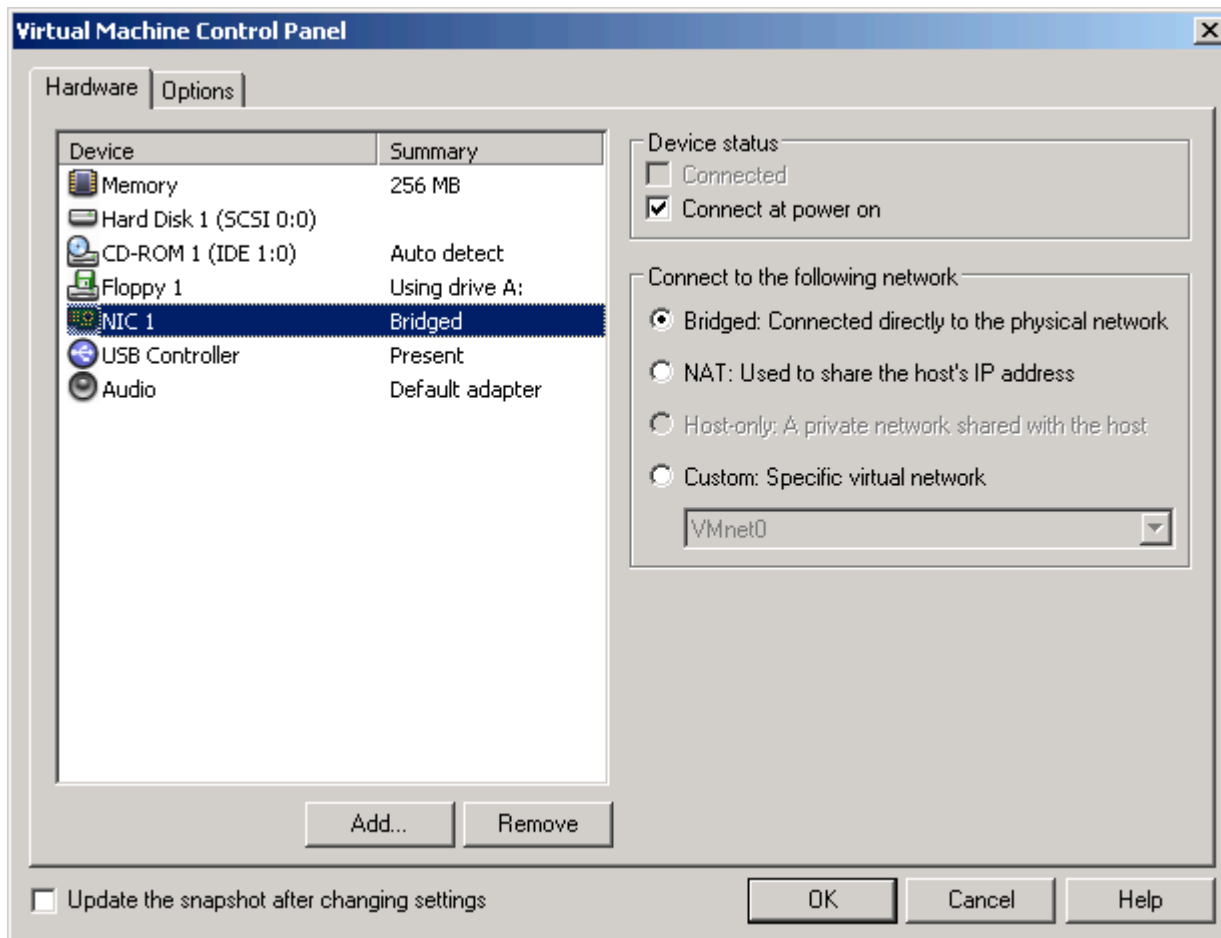 Virtual Machine Control Panel
Hardware
Options
Device Summary
Memory 256 MB
Hard Disk 1 (SCSI 0:0)
CD-ROM 1 (IDE 1:0) Auto detect
Floppy 1 Using drive A:
NIC 1 Bridged
USB Controller Present
Audio Default adapter
Add...
Remove
Device status
Connected
Connect at power on
Connect to the following network
Bridged: Connected directly to the physical network
NAT: Used to share the host's IP address
Host-only: A private network shared with the host
Custom: Specific virtual network
VMnet0
Update the snapshot after changing settings
OK
Cancel
Help